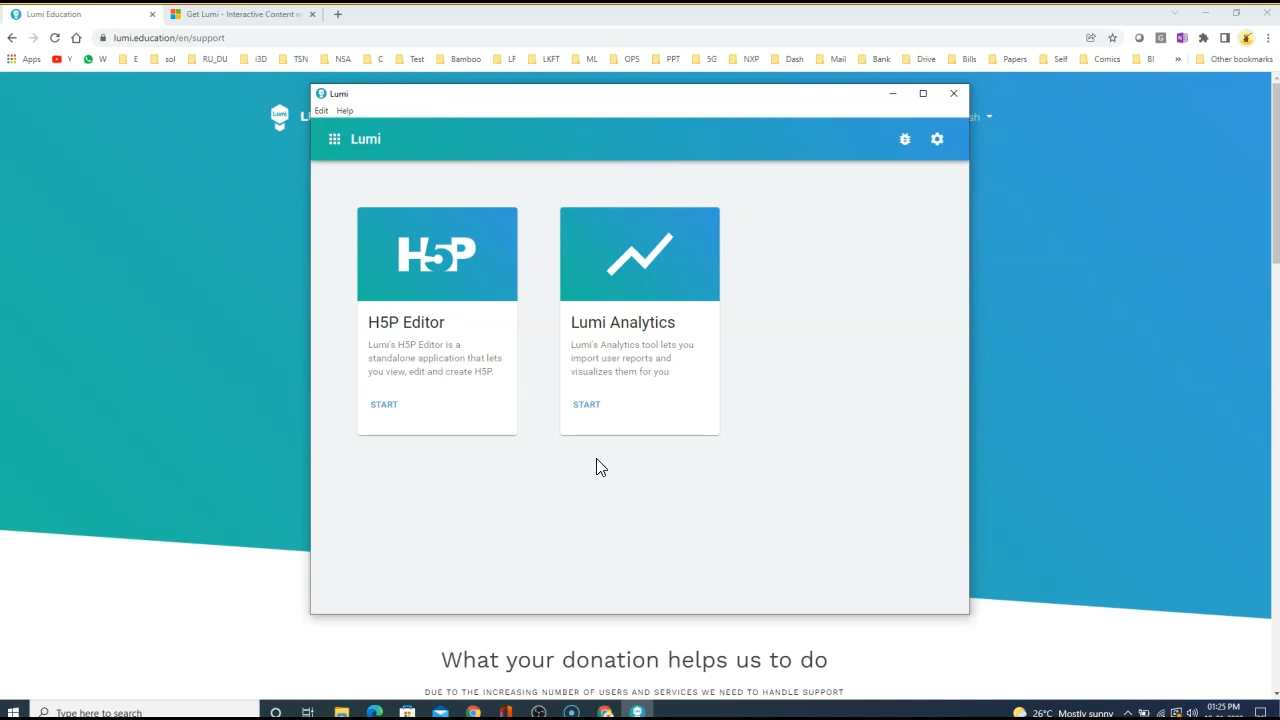 Lumi Education
Get Lumi - Interactive Content w
lumi.education/en/support
Apps Y W E sol RU_DU i3D TSN NSA C Test Bamboo LF LKFT ML OPS PPT 5G NXP Dash Mail Bank Drive Bills Papers Self Comics BI » Other bookmarks
Lumi
Edit Help
Lumi
Lumi L
sh
H5P
H5P Editor
Lumi's H5P Editor is a
standalone application that lets
you view, edit and create H5P.
START
Lumi Analytics
Lumi's Analytics tool lets you
import user reports and
visualizes them for you
START
What your donation helps us to do
DUE TO THE INCREASING NUMBER OF USERS AND SERVICES WE NEED TO HANDLE SUPPORT
Type here to search
26°C Mostly sunny
01:25 PM